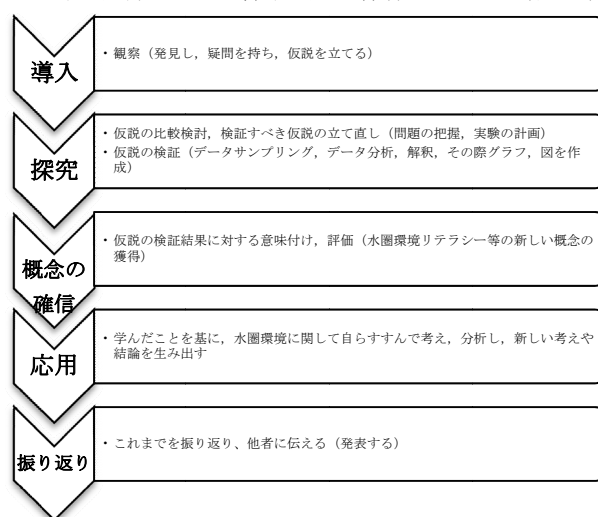 導入
・観察（発見し，疑問を持ち，仮説を立てる）
探究
・仮説の比較検討，検証すべき仮説の立て直し（問題の把握，実験の計画）
・仮説の検証（データサンプリング，データ分析，解釈，その際グラフ，図を作
成）
概念の
確信
・仮説の検証結果に対する意味付け，評価（水圏環境リテラシー等の新しい概念の
獲得）
応用
・学んだことを基に，水圏環境に関して自らすすんで考え，分析し，新しい考えや
結論を生み出す
振り返り
・これまでを振り返り、他者に伝える（発表する）